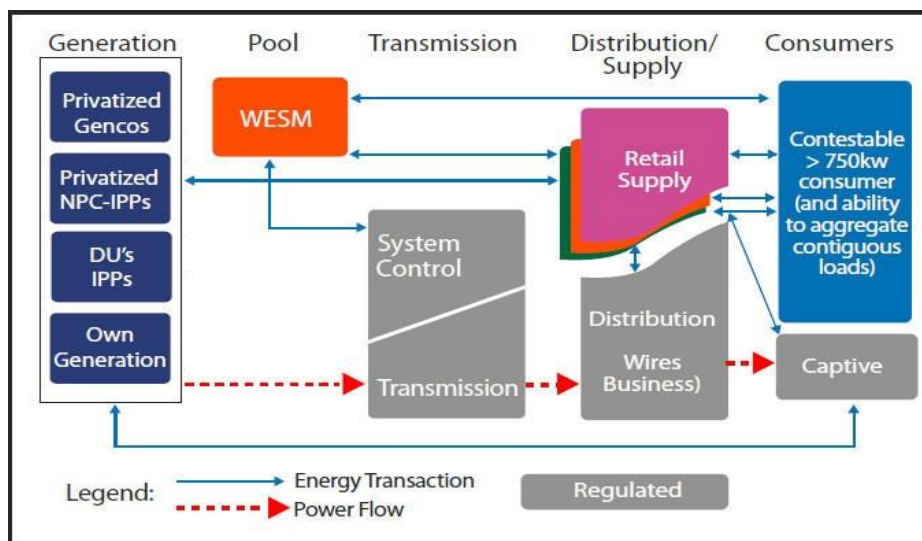 Generation
Pool
Transmission
Distribution/
Supply
Consumers
Privatized
Gencos
Privatized
NPC-IPPs
DU's
IPPs
Own
Generation
WESM
System
Control
Transmission
Retail
Supply
Distribution
Wires
Business)
Contestable
> 750kw
consumer
(and ability
to aggregate
contiguous
loads)
Captive
Legend:
Energy Transaction
Power Flow
Regulated